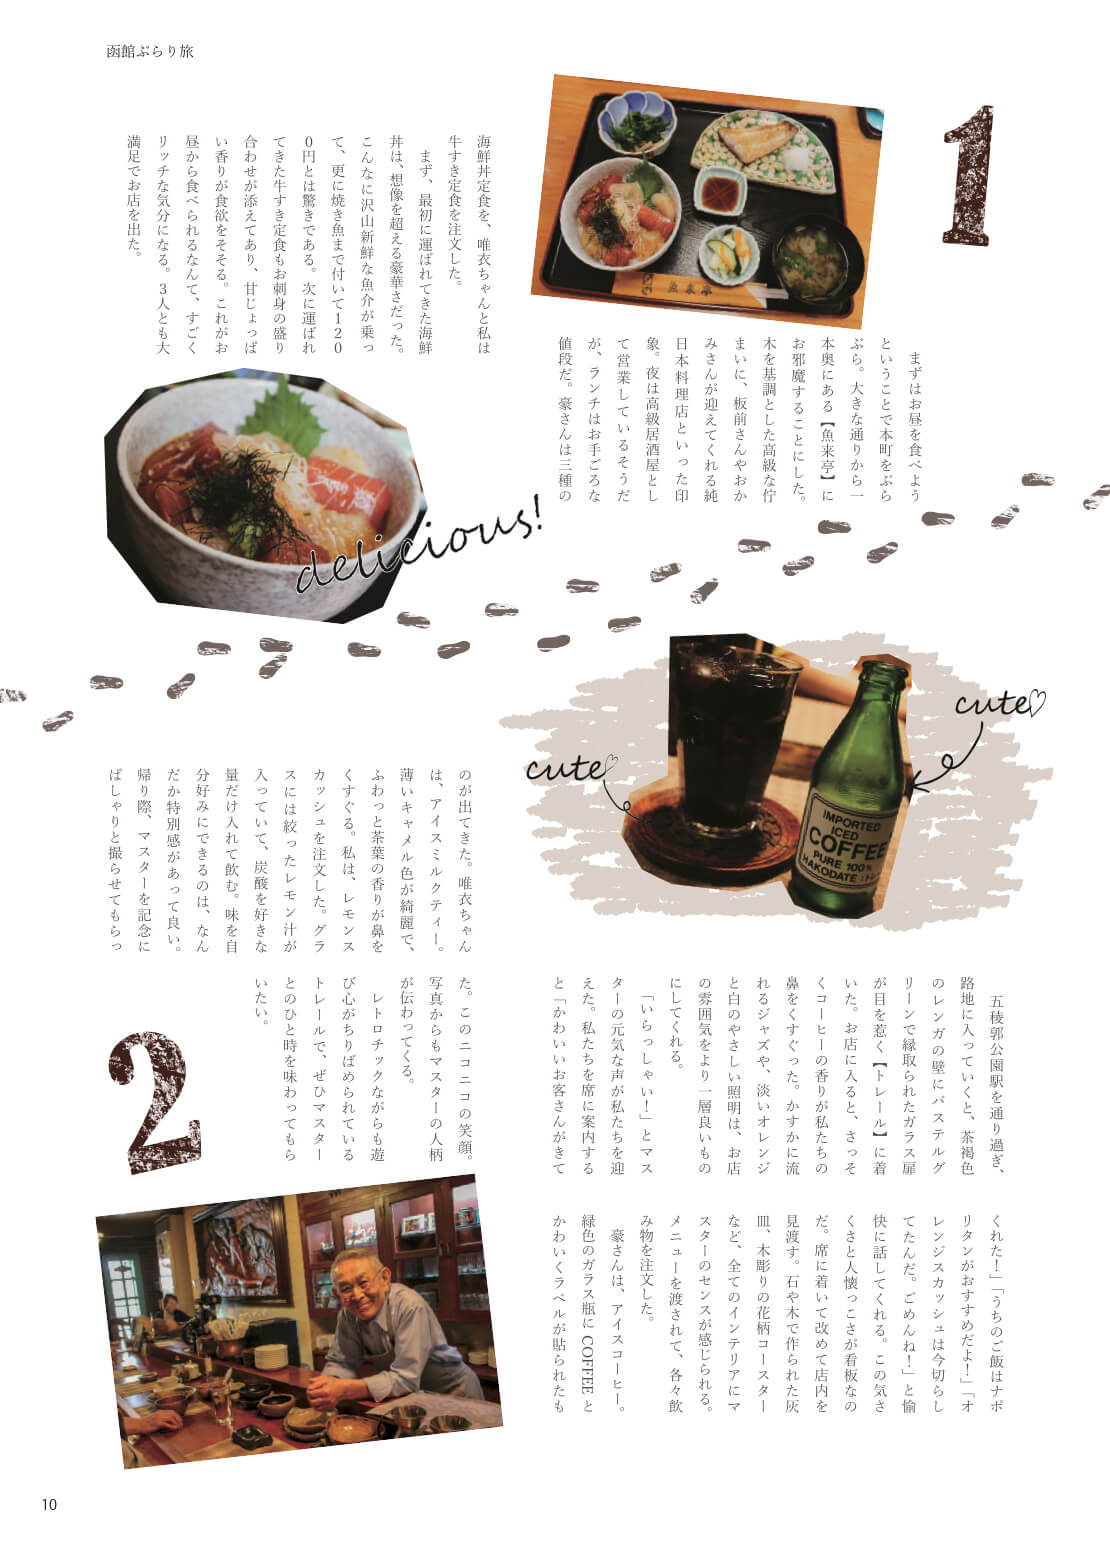 函館ぶらり旅
1
まずはお昼を食べよう
ということで本町をぶら
ぶら。大きな通りから一
本奥にある【魚来亭】に
お邪魔することにした。
木を基調とした高級な佇
まいに、板前さんやおか
みさんが迎えてくれる純
日本料理店といった印
象。夜は高級居酒屋とし
て営業しているそうだ
が、ランチはお手ごろな
値段だ。豪さんは三種の
海鮮丼定食を、唯衣ちゃんと私は
牛すき定食を注文した。
まず、最初に運ばれてきた海鮮
丼は、想像を超える豪華さだった。
こんなに沢山新鮮な魚介が乗っ
て、更に焼き魚まで付いて120
0円とは驚きである。次に運ばれ
てきた牛すき定食もお刺身の盛り
合わせが添えてあり、甘じょっぱ
い香りが食欲をそそる。これがお
昼から食べられるなんて、すごく
リッチな気分になる。3人とも大
満足でお店を出た。
魚来亭
delicious!
cute♡
cute♡
IMPORTED
ICED
COFFEE
PURE 100%
HAKODATE
2
五稜郭公園駅を通り過ぎ、
路地に入っていくと、茶褐色
のレンガの壁にパステルグ
リーンで縁取られたガラス扉
が目を惹く【トレール】に着
いた。お店に入ると、さっそ
くコーヒーの香りが私たちの
鼻をくすぐった。かすかに流
れるジャズや、淡いオレンジ
と白のやさしい照明は、お店
の雰囲気をより一層良いもの
にしてくれる。
「いらっしゃい！」とマス
ターの元気な声が私たちを迎
えた。私たちを席に案内する
と「かわいいお客さんがきて
くれた！」「うちのご飯はナポ
リタンがおすすめだよ！」「オ
レンジスカッシュは今切らし
てたんだ。ごめんね！」と愉
快に話してくれる。この気さ
くさと人懐っこさが看板なの
だ。席に着いて改めて店内を
見渡す。石や木で作られた灰
皿、木彫りの花柄コースター
など、全てのインテリアにマ
スターのセンスが感じられる。
メニューを渡されて、各々飲
み物を注文した。
豪さんは、アイスコーヒー。
緑色のガラス瓶に COFFEE と
かわいくラベルが貼られたも
のが出てきた。唯衣ちゃん
は、アイスミルクティー。
薄いキャメル色が綺麗で、
ふわっと茶葉の香りが鼻を
くすぐる。私は、レモンス
カッシュを注文した。グラ
スには絞ったレモン汁が
入っていて、炭酸を好きな
量だけ入れて飲む。味を自
分好みにできるのは、なん
だか特別感があって良い。
帰り際、マスターを記念に
ぱしゃりと撮らせてもらっ
た。このニコニコの笑顔。
写真からもマスターの人柄
が伝わってくる。
レトロチックながらも遊
び心がちりばめられている
トレールで、ぜひマスター
とのひと時を味わってもら
いたい。
10